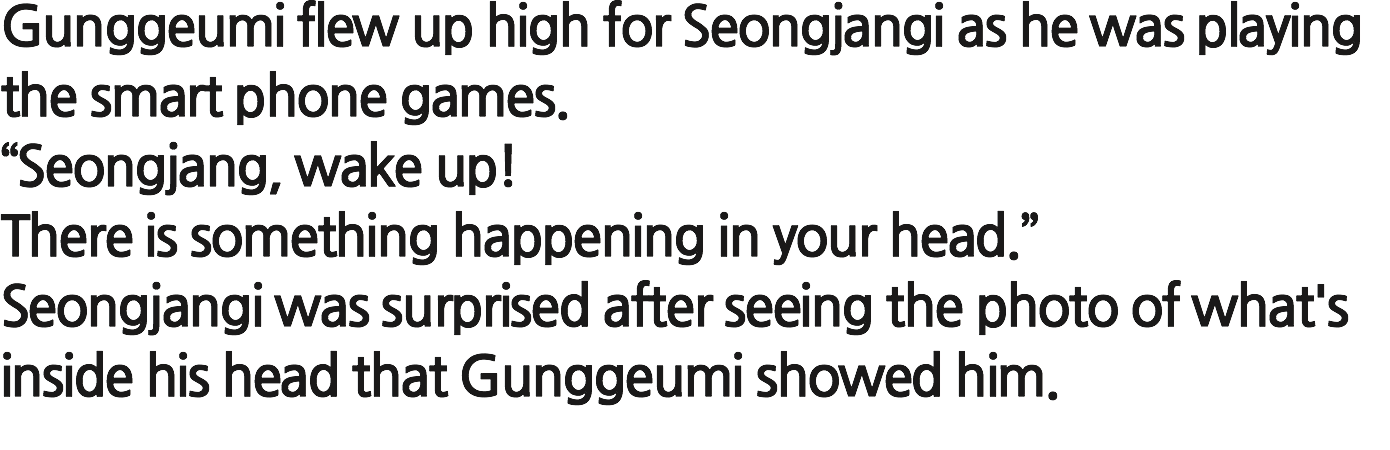 Gunggeumi flew up high for Seongjangi as he was playing
the smart phone games.
“Seongjang, wake up!
There is something happening in your head.”
Seongjangi was surprised after seeing the photo of what's
inside his head that Gunggeumi showed him.